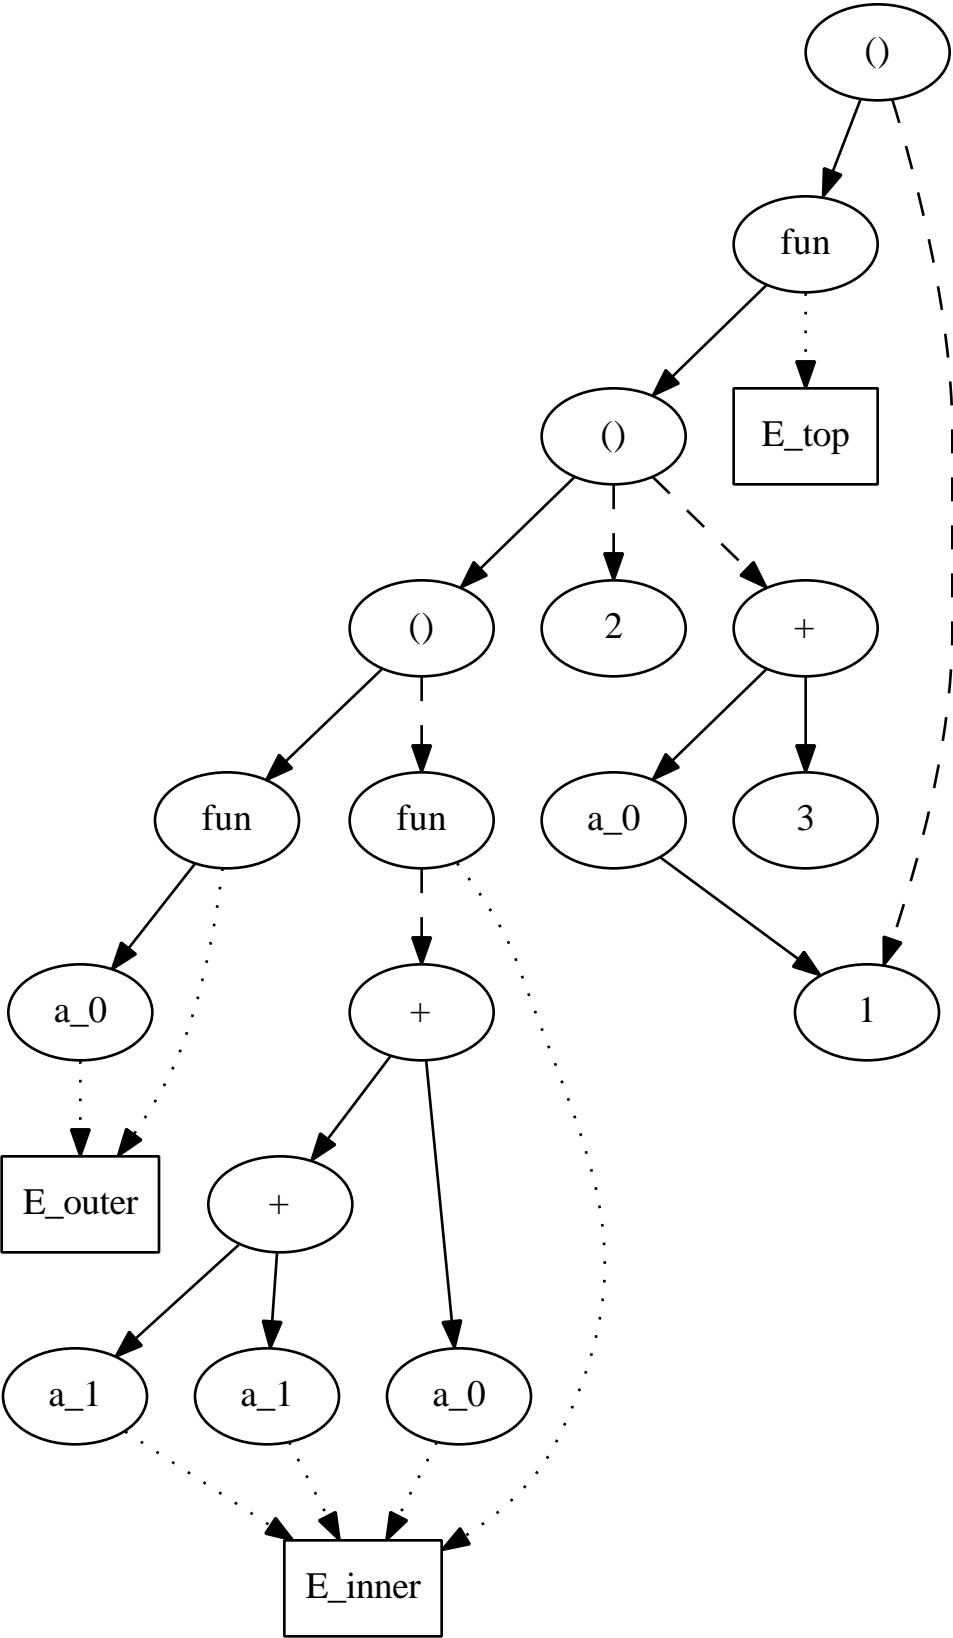 ()
fun
() E_top
() 2 +
fun fun a_0 3
a_0 + 1
E_outer +
a_1 a_1 a_0
E_inner